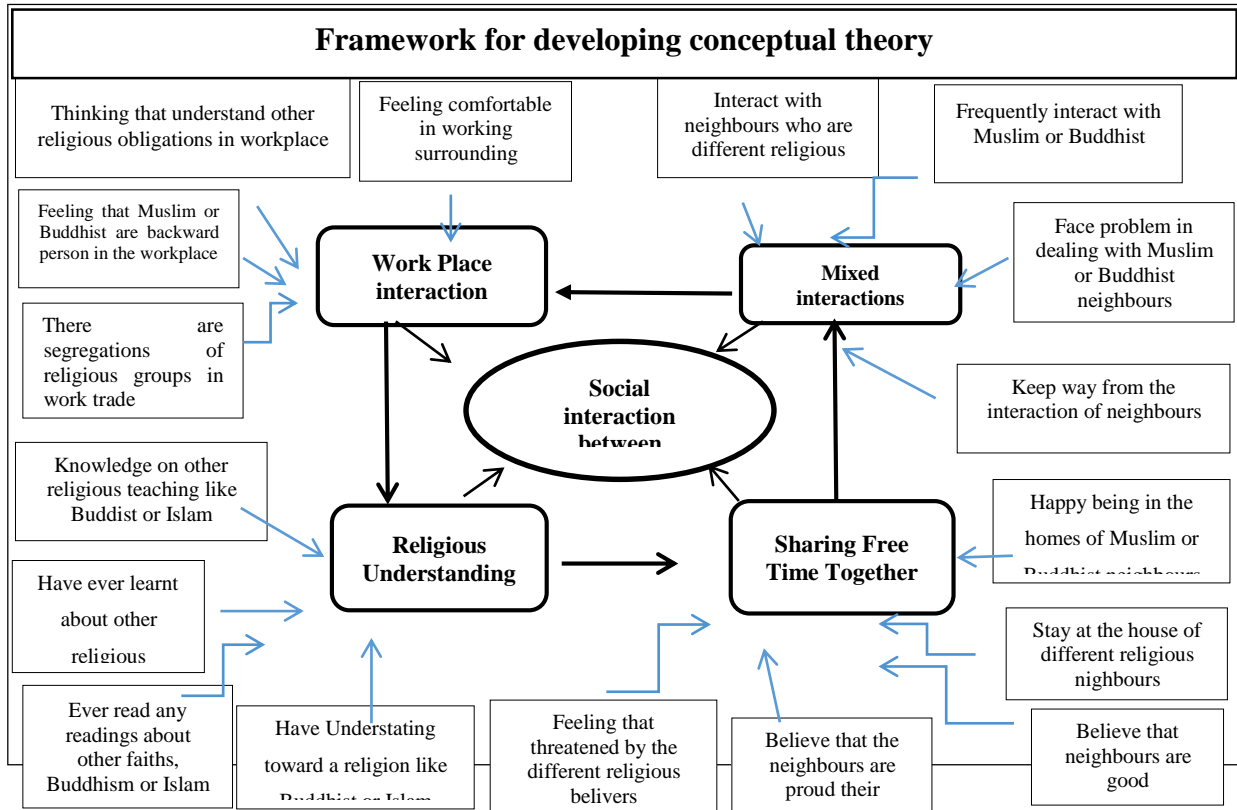 Framework for developing conceptual theory
Thinking that understand other
religious obligations in workplace
Feeling comfortable
in working
surrounding
Interact with
neighbours who are
different religious
Frequently interact with
Muslim or Buddhist
Feeling that Muslim or
Buddhist are backward
person in the workplace
Work Place
interaction
Mixed
interactions
Face problem in
dealing with Muslim
or Buddhist
neighbours
There are
segregations of
religious groups in
work trade
Social
interaction
between
Keep way from the
interaction of neighbours
Knowledge on other
religious teaching like
Buddist or Islam
Religious
Understanding
Sharing Free
Time Together
Happy being in the
homes of Muslim or
Buddhist neighbours
Have ever learnt
about other
religious
Stay at the house of
different religious
nighbours
Ever read any
readings about
other faiths,
Buddhism or Islam
Have Understating
toward a religion like
Buddhist or Islam
Feeling that
threatened by the
different religious
belivers
Believe that the
neighbours are
proud their
Believe that
neighbours are
good